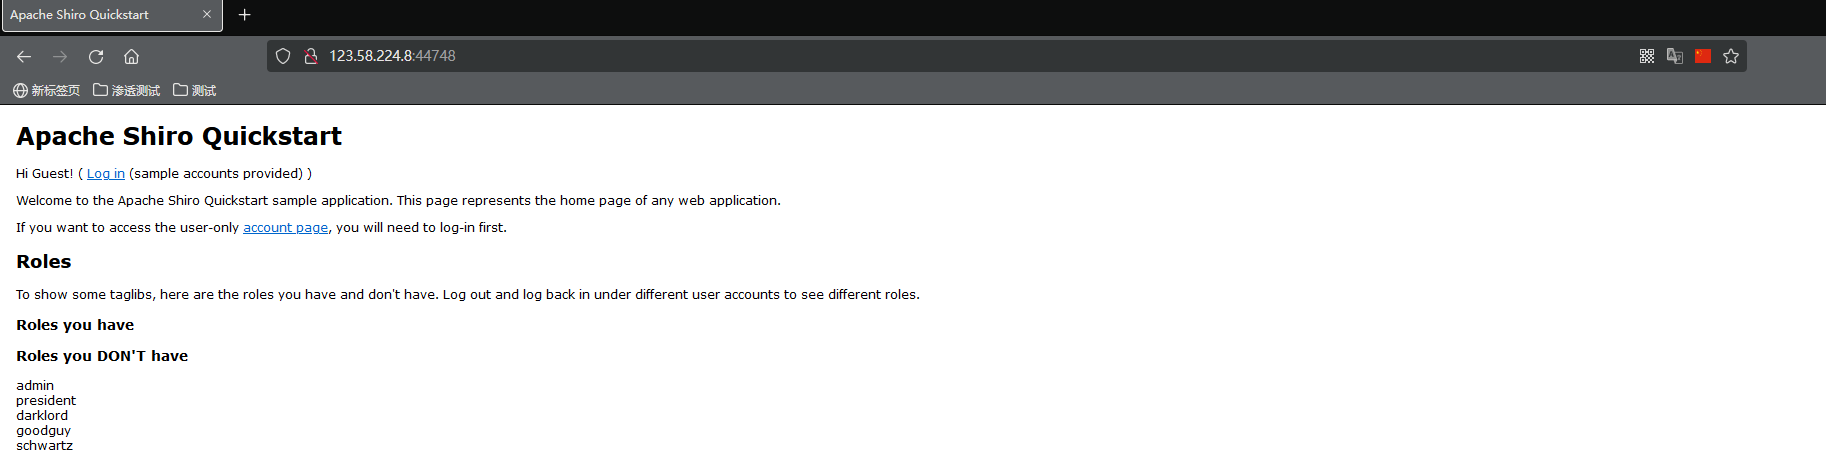 Apache Shiro Quickstart
123.58.224.8:44748
新标签页 渗透测试 测试
Apache Shiro Quickstart
Hi Guest! ( Log in (sample accounts provided) )
Welcome to the Apache Shiro Quickstart sample application. This page represents the home page of any web application.
If you want to access the user-only account page, you will need to log-in first.
Roles
To show some taglibs, here are the roles you have and don't have. Log out and log back in under different user accounts to see different roles.
Roles you have
Roles you DON'T have
admin
president
darklord
goodguy
schwartz